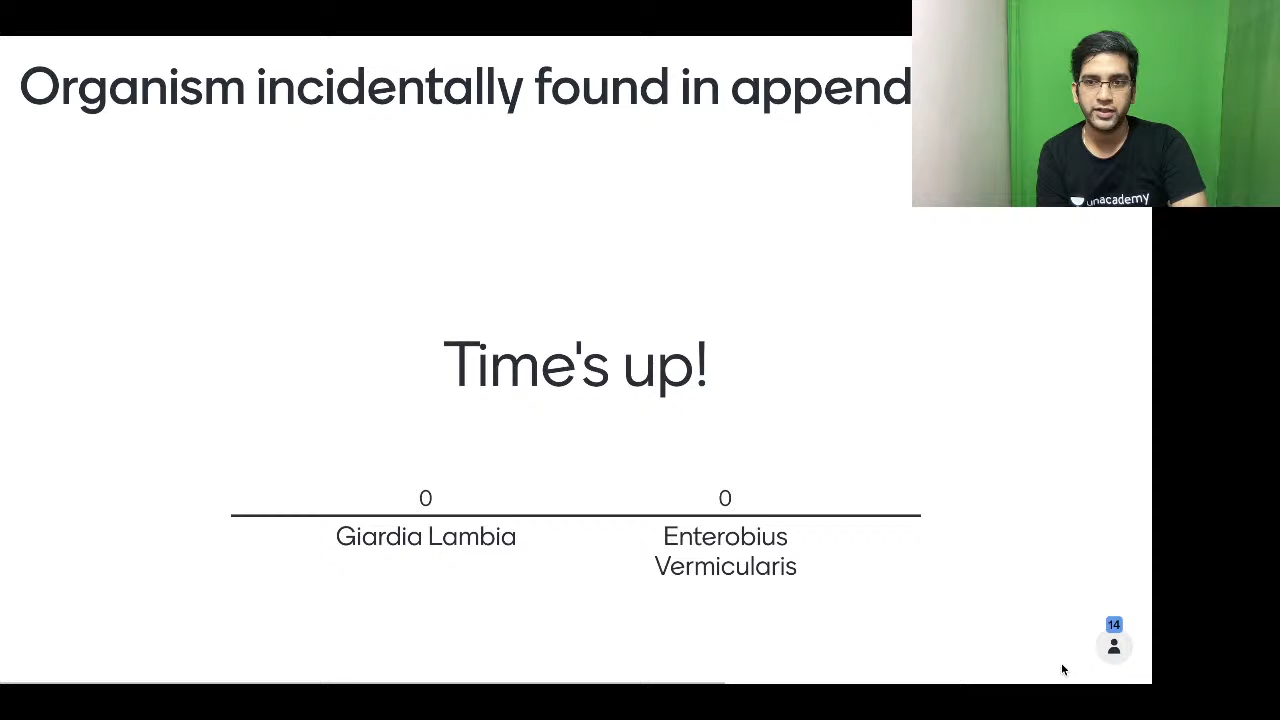 Organism incidentally found in append
unacademy
Time's up!
0
0
Giardia Lambia
Enterobius
Vermicularis
14